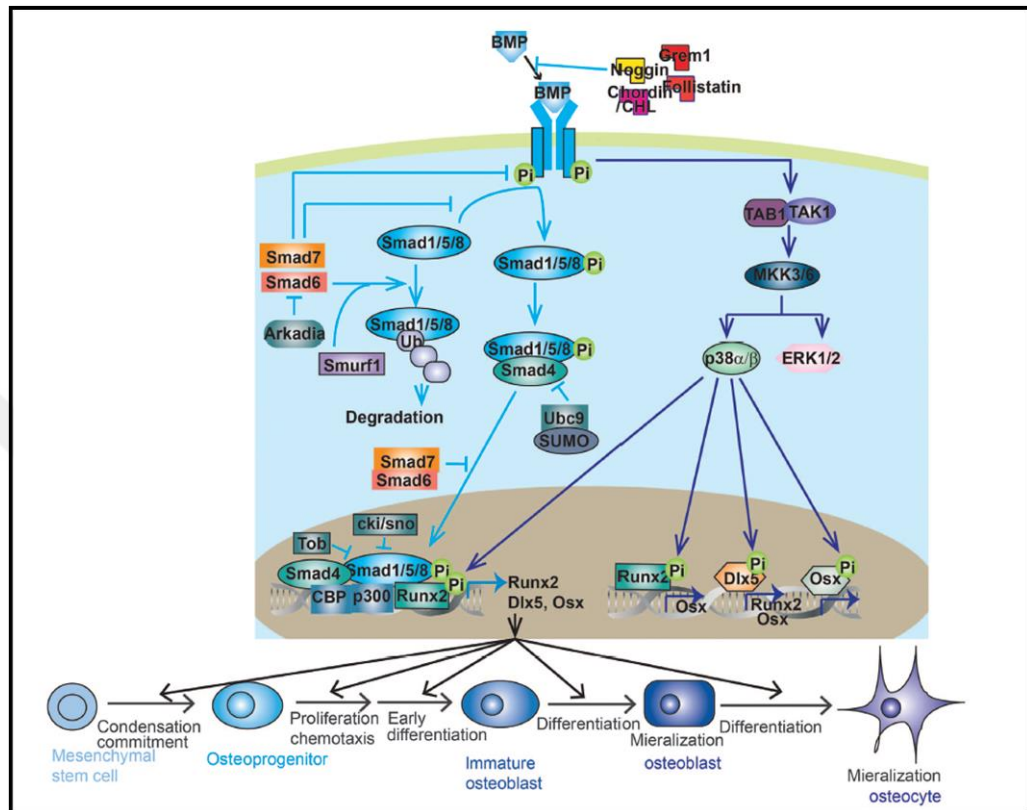 BMP
Grem1
Noggin
BMP
Chordin
/CHL
Follistatin
Pi
Pi
TAB1
TAK1
Smad1/5/8
Smad7
Smad6
Smad1/5/8
Pi
MKK3/6
Arkadia
Smad1/5/8
Ub
Smurf1
Smad1/5/8
Pi
Smad4
p38α/β
ERK1/2
Degradation
Ubc9
SUMO
Smad7
Smad6
cki/sno
Tob
Smad4
Smad1/5/8
Pi
Pi
CBP
p300
Runx2
Runx2
Dlx5, Osx
Runx2
Pi
Osx
Dlx5
Pi
Runx2
Osx
Osx
Pi
Condensation
commitment
Mesenchymal
stem cell
Osteoprogenitor
Proliferation
chemotaxis
Early
differentiation
Immature
osteoblast
Differentiation
Mieralization
osteoblast
Differentiation
Mieralization
osteocyte